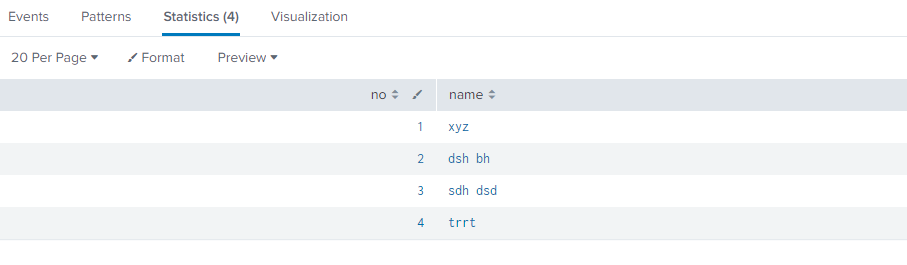 Events Patterns Statistics (4) Visualization
20 Per Page Format Preview
no name
1 xyz
2 dsh bh
3 sdh dsd
4 trrt